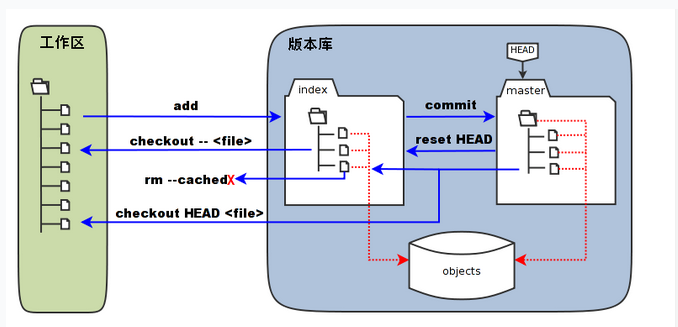 工作区
版本库
HEAD
index
master
add
commit
checkout -- <file>
reset HEAD
rm --cached
X
checkout HEAD <file>
objects